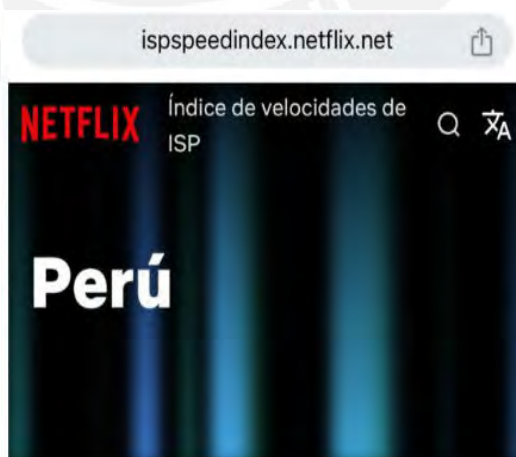 ispspeedindex.netflix.net
NETFLIX
Índice de velocidades de
ISP
Perú